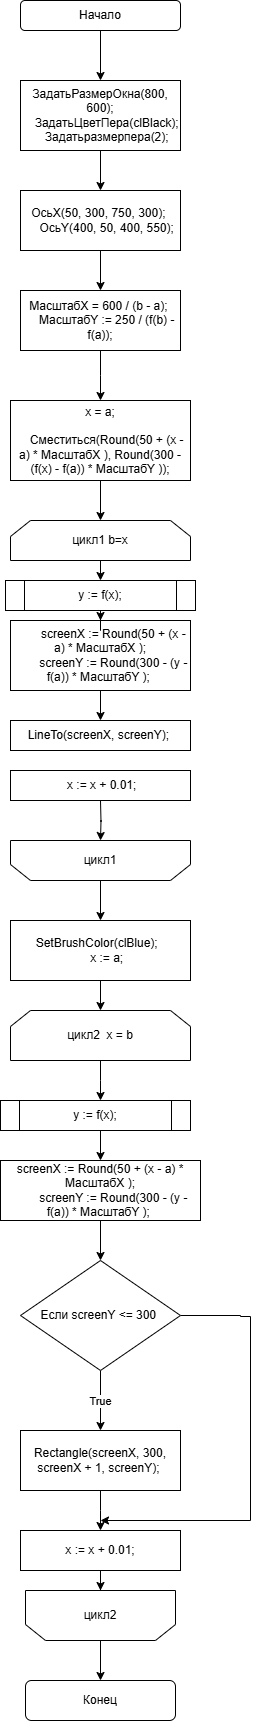 Начало
ЗадатьРазмерОкна(800,
600);
ЗадатьЦветПера(clBlack);
Задатьразмерпера(2);
ОсьX(50, 300, 750, 300);
ОсьY(400, 50, 400, 550);
МасштабX = 600 / (b - a);
МасштабY := 250 / (f(b) -
f(a));
x = a;
Сместиться(Round(50 + (x -
a) * МасштабX ), Round(300 -
(f(x) - f(a)) * МасштабY ));
цикл1 b=x
y := f(x);
screenX := Round(50 + (x -
a) * МасштабX );
screenY := Round(300 - (y -
f(a)) * МасштабY );
LineTo(screenX, screenY);
x := x + 0.01;
цикл1
SetBrushColor(clBlue);
x := a;
цикл2  x = b
y := f(x);
screenX := Round(50 + (x - a) *
МасштабX );
screenY := Round(300 - (y -
f(a)) * МасштабY );
Если screenY <= 300
True
Rectangle(screenX, 300,
screenX + 1, screenY);
x := x + 0.01;
цикл2
Конец